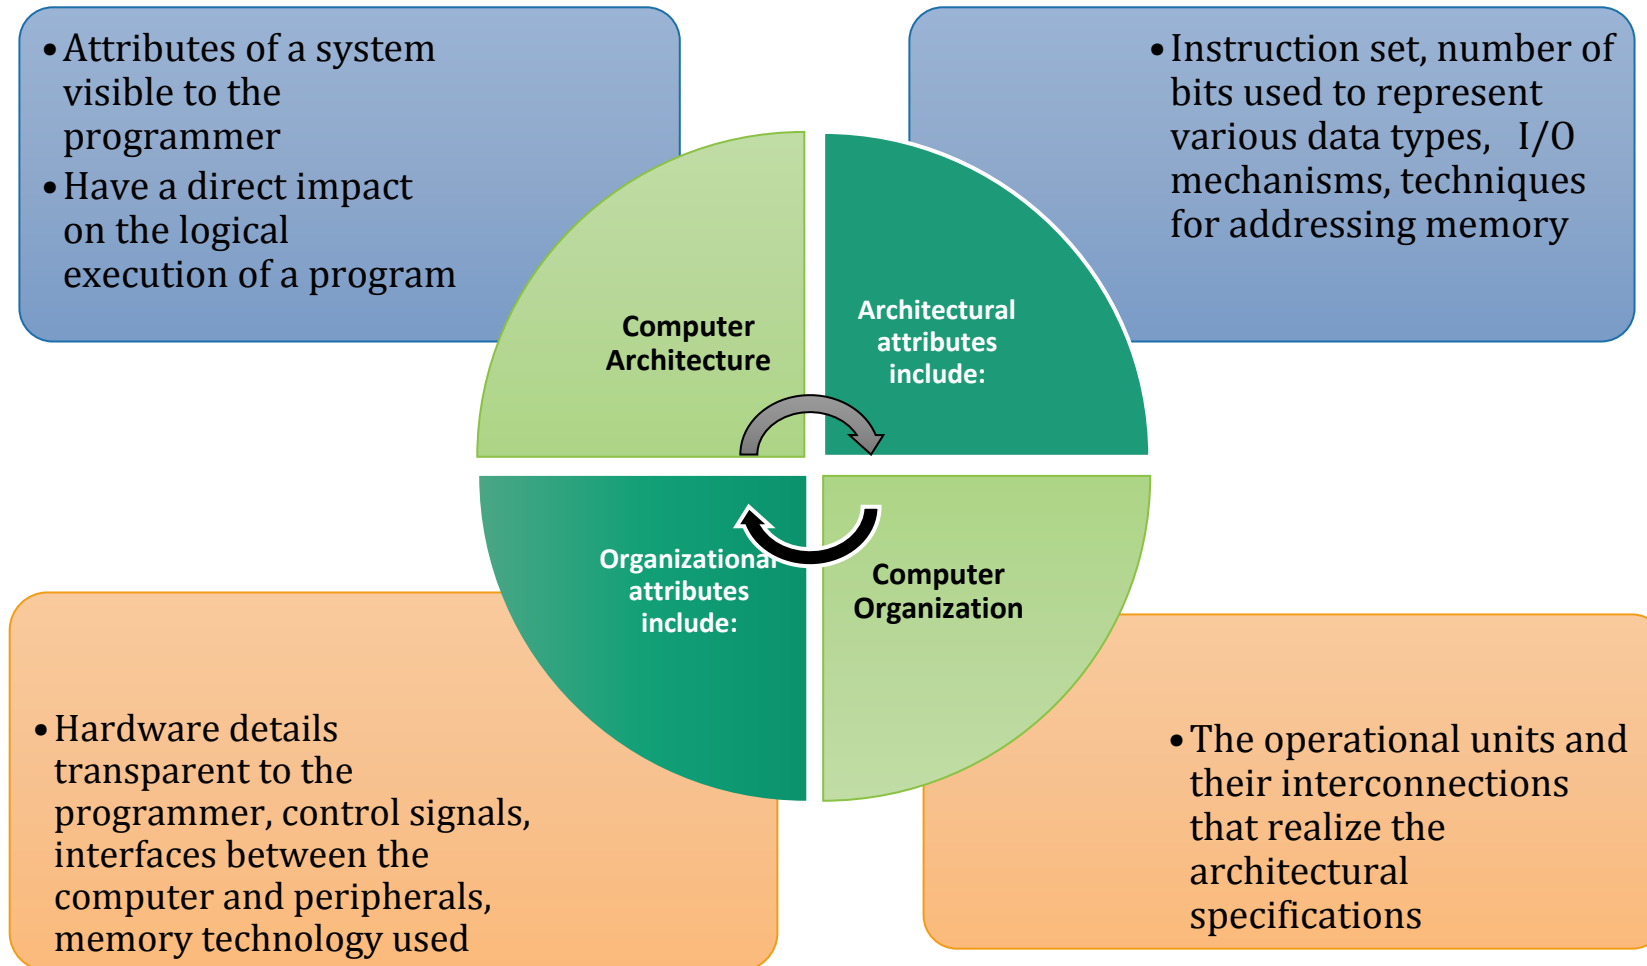 •Attributes of a system
visible to the
programmer
•Have a direct impact
on the logical
execution of a program
•Instruction set, number of
bits used to represent
various data types, I/O
mechanisms, techniques
for addressing memory
Computer
Architecture
Architectural
attributes
include:
Organizational
attributes
include:
Computer
Organization
•Hardware details
transparent to the
programmer, control signals,
interfaces between the
computer and peripherals,
memory technology used
•The operational units and
their interconnections
that realize the
architectural
specifications